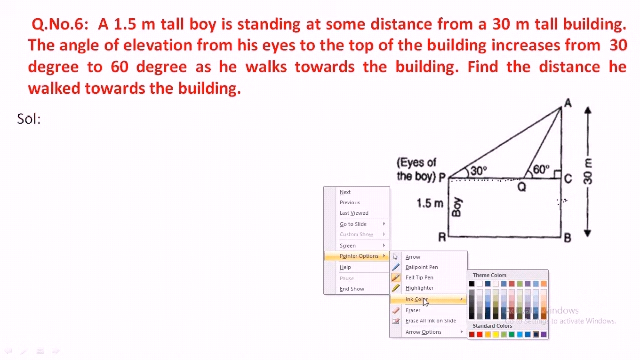 Q.No.6: A 1.5 m tall boy is standing at some distance from a 30 m tall building.
The angle of elevation from his eyes to the top of the building increases from 30
degree to 60 degree as he walks towards the building. Find the distance he
walked towards the building.
Sol:
A
(Eyes of
the boy) P
30°
60°
Q
C
30 m
1.5 m
Boy
R
B
Next
Previous
Last Viewed
Go to Slide
Custom Show
Screen
Pointer Options
Help
Pause
End Show
Arrow
Ballpoint Pen
Felt Tip Pen
Highlighter
Ink Color
Eraser
Erase All Ink on Slide
Arrow Options
Theme Colors
Standard Colors
Windows
to activate Windows.